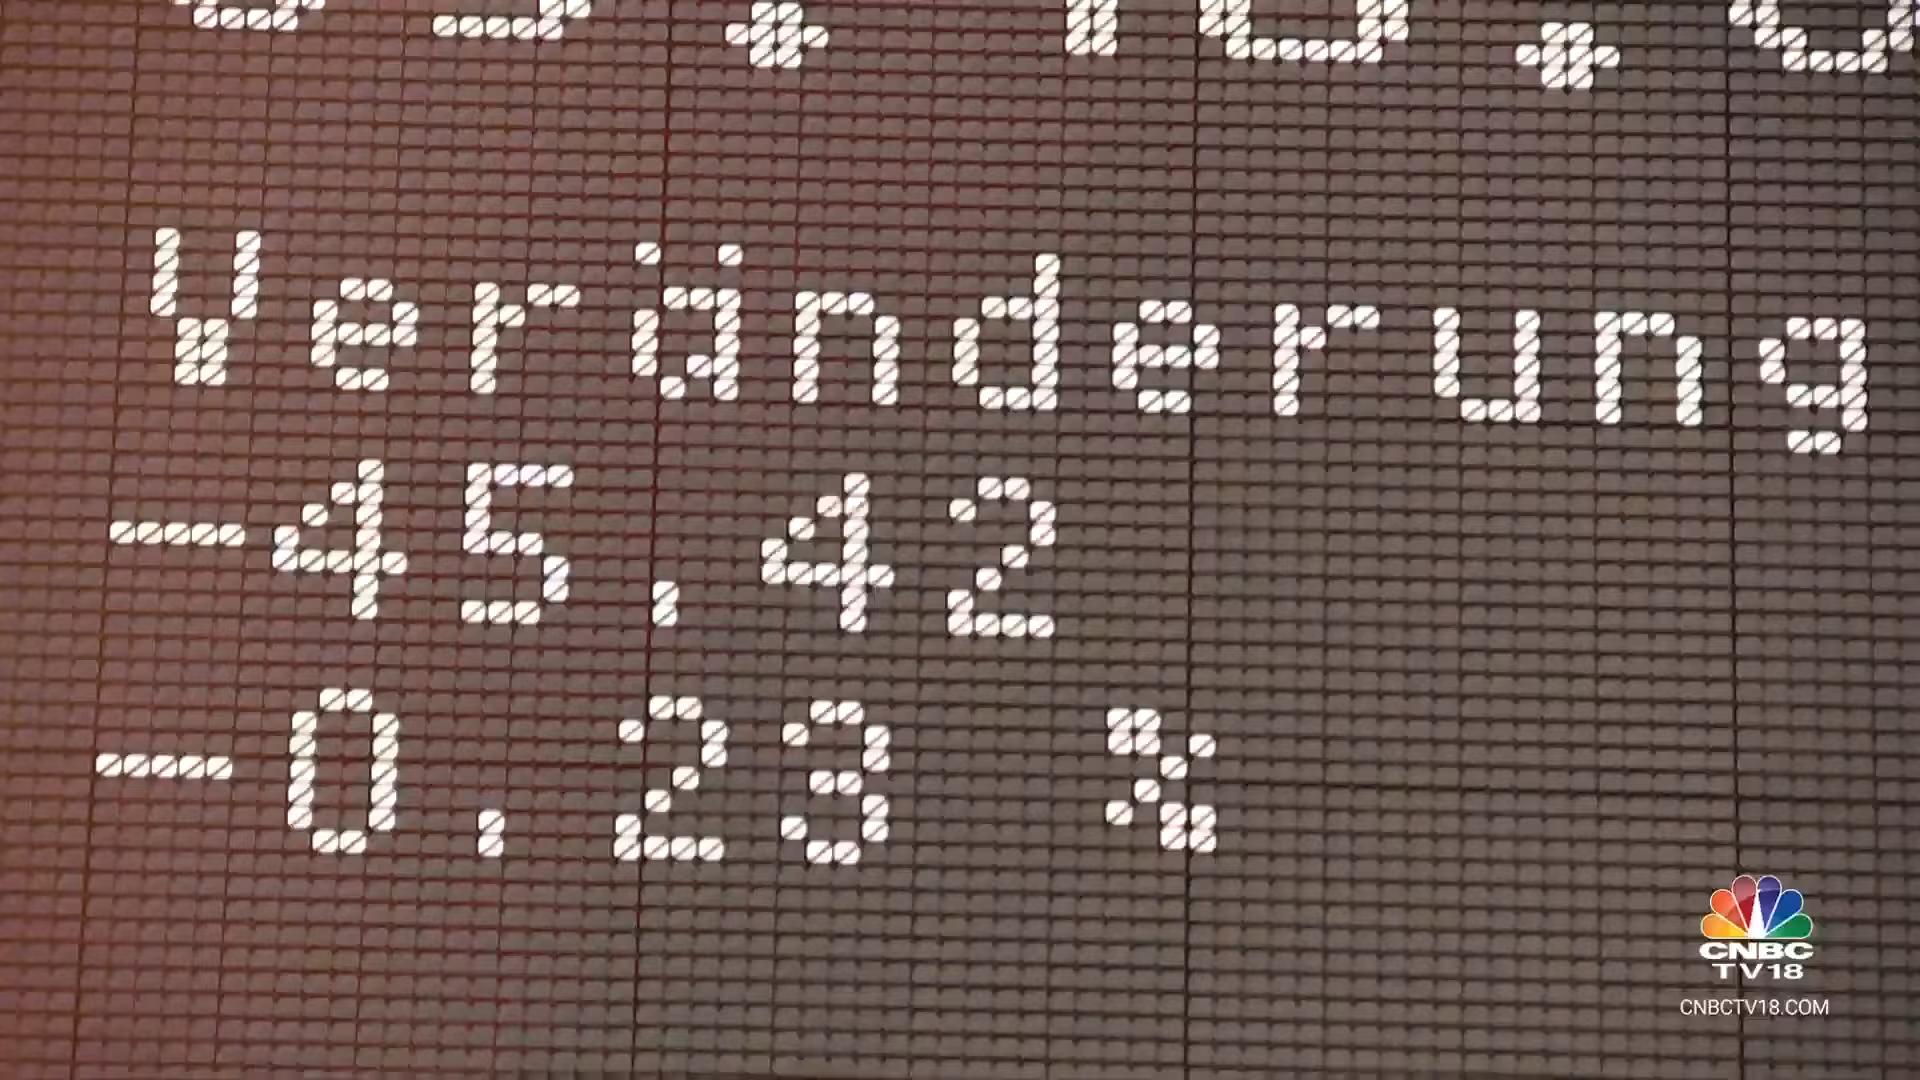 Veränderung
-45,42
-0,23 %
CNBC
TV18
CNBCTV18.COM